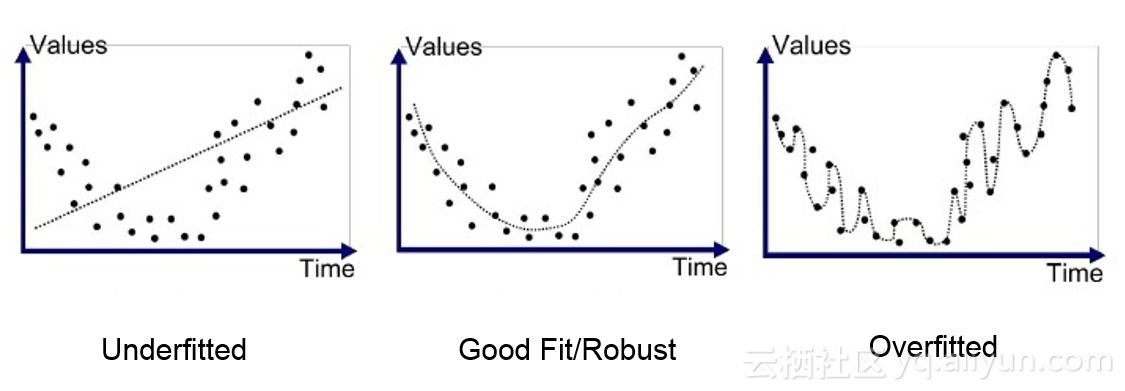 Values
Time
Underfitted
Values
Time
Good Fit/Robust
Values
Time
Overfitted
云栖社区 yq.aliyun.com